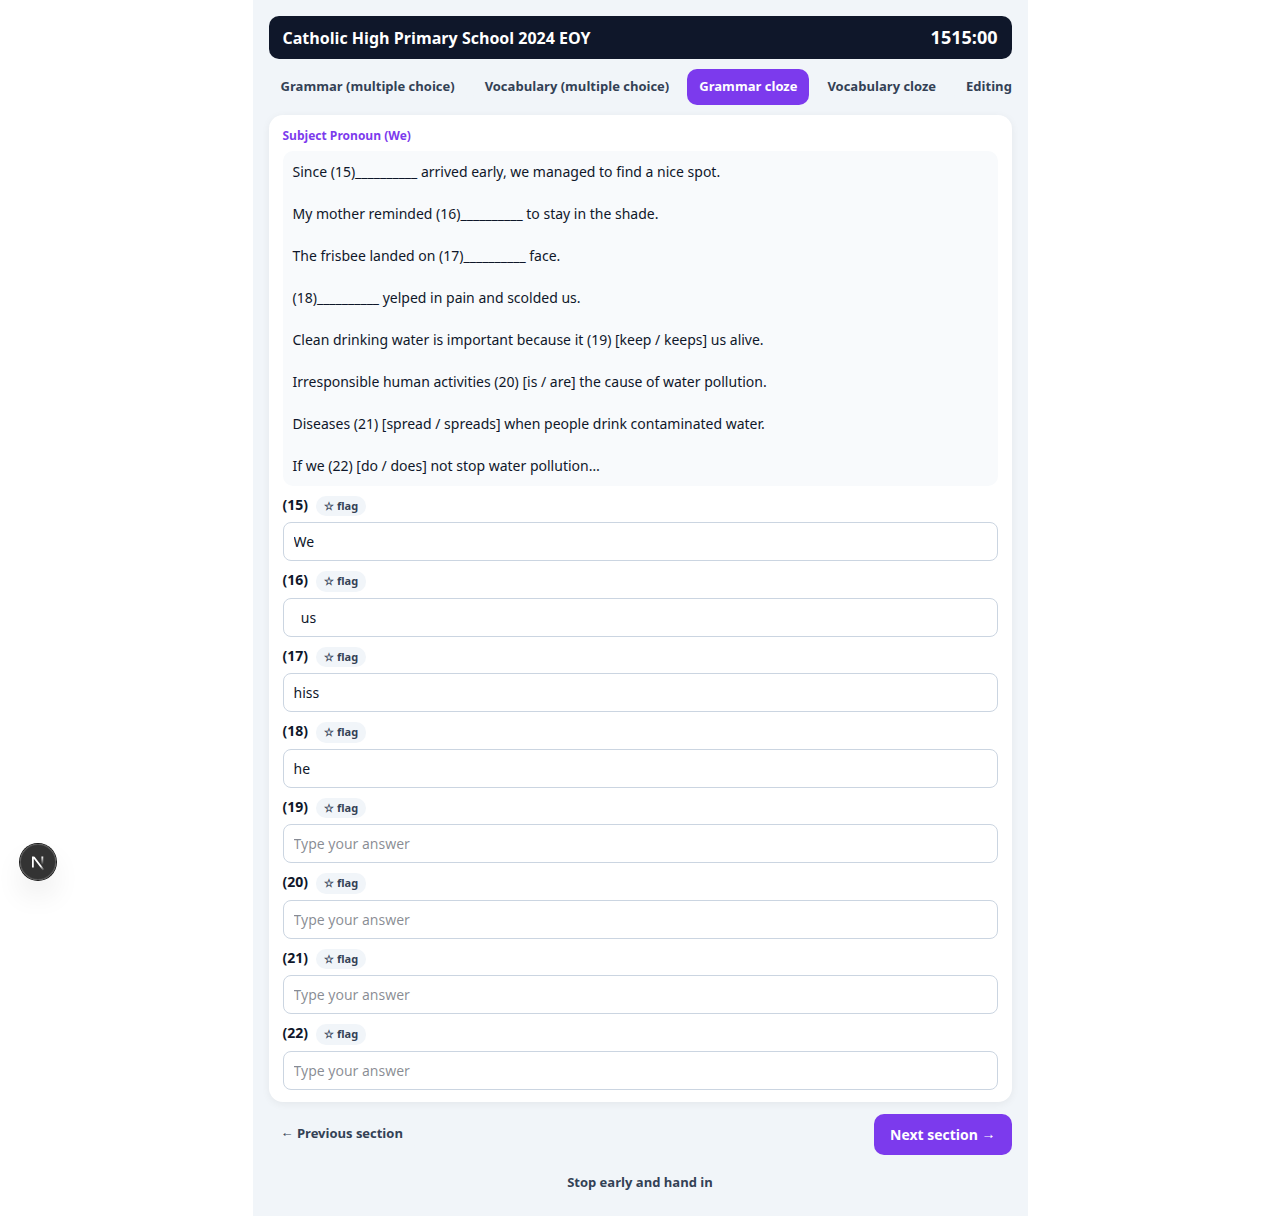 Catholic High Primary School 2024 EOY 1515:00
Grammar (multiple choice) Vocabulary (multiple choice) Grammar cloze Vocabulary cloze Editing
Subject Pronoun (We)
Since (15)_________ arrived early, we managed to find a nice spot.
My mother reminded (16)_________ to stay in the shade.
The frisbee landed on (17)_________ face.
(18)_________ yelped in pain and scolded us.
Clean drinking water is important because it (19) [keep / keeps] us alive.
Irresponsible human activities (20) [is / are] the cause of water pollution.
Diseases (21) [spread / spreads] when people drink contaminated water.
If we (22) [do / does] not stop water pollution...
(15) ☆ flag
We
(16) ☆ flag
us
(17) ☆ flag
hiss
(18) ☆ flag
he
(19) ☆ flag
Type your answer
(20) ☆ flag
Type your answer
(21) ☆ flag
Type your answer
(22) ☆ flag
Type your answer
← Previous section Next section →
Stop early and hand in
N